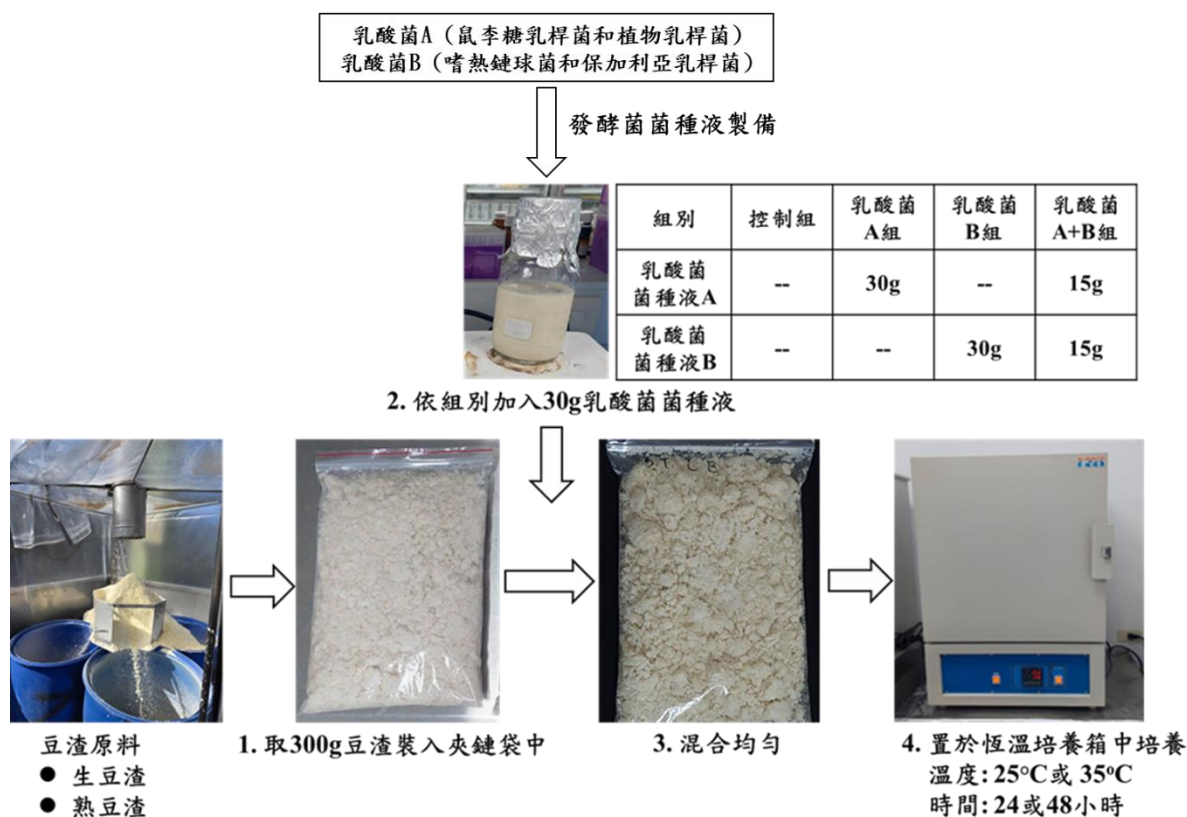 乳酸菌A（鼠李糖乳桿菌和植物乳桿菌）
乳酸菌B（嗜熱鏈球菌和保加利亞乳桿菌）
發酵菌菌種液製備
組別 控制組 乳酸菌A組 乳酸菌B組 乳酸菌A+B組
乳酸菌菌種液A -- 30g -- 15g
乳酸菌菌種液B -- -- 30g 15g
2. 依組別加入30g乳酸菌菌種液
豆渣原料
● 生豆渣
● 熟豆渣
1. 取300g豆渣裝入夾鏈袋中
3. 混合均勻
4. 置於恆溫培養箱中培養
溫度: 25°C或 35°C
時間: 24或48小時